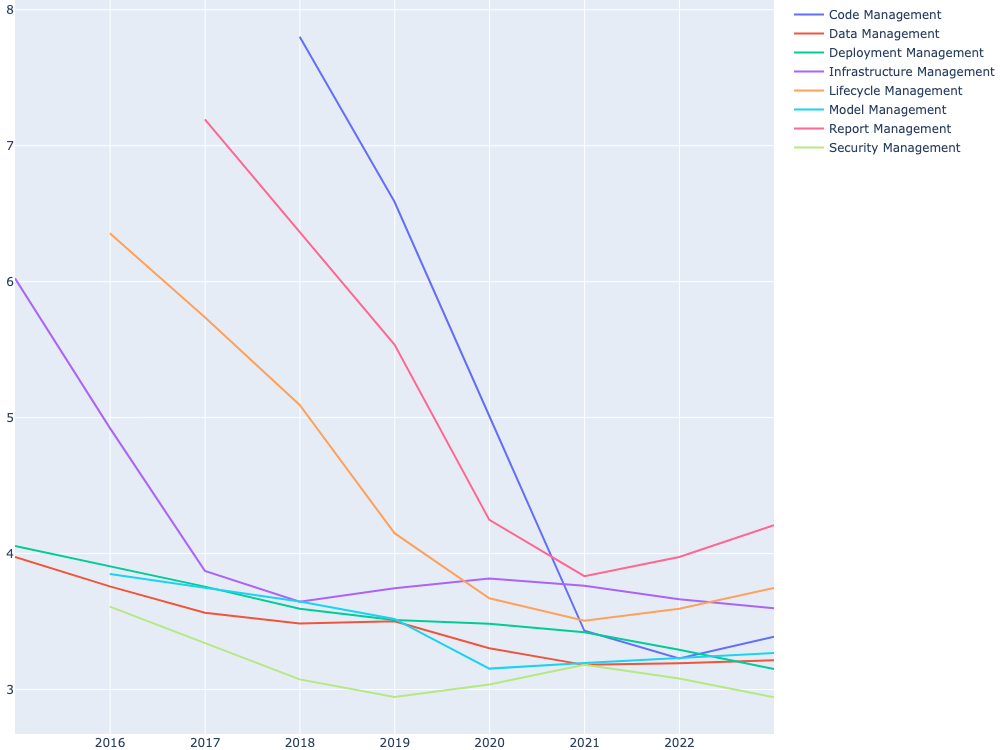 8
7
6
5
4
3
2016
2017
2018
2019
2020
2021
2022
Code Management
Data Management
Deployment Management
Infrastructure Management
Lifecycle Management
Model Management
Report Management
Security Management